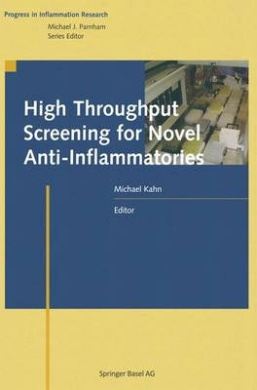 Progress in Inflammation Research
Michael J. Parnham
Series Editor
High Throughput
Screening for Novel
Anti-Inflammatories
Michael Kahn
Editor
Springer Basel AG